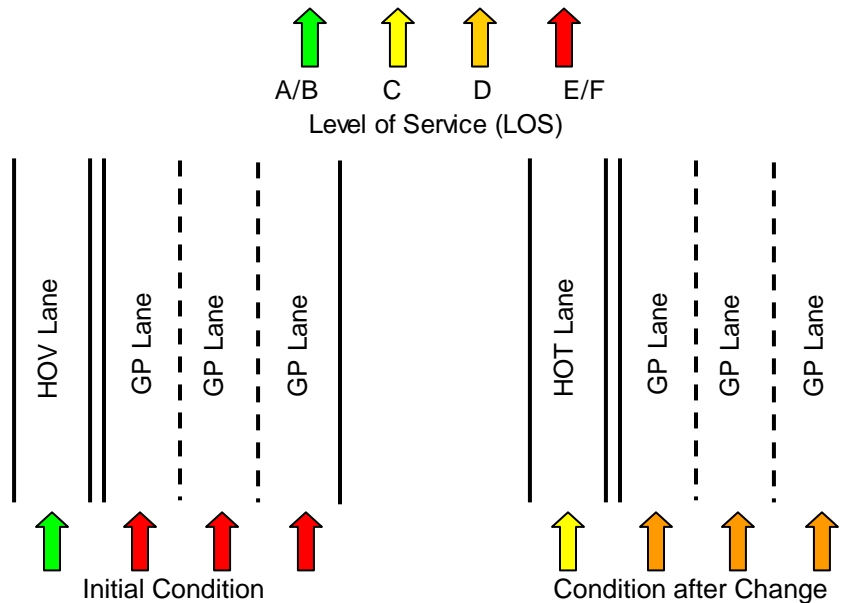 A/B C D E/F
Level of Service (LOS)
HOV Lane
GP Lane
GP Lane
GP Lane
HOT Lane
GP Lane
GP Lane
GP Lane
Initial Condition
Condition after Change